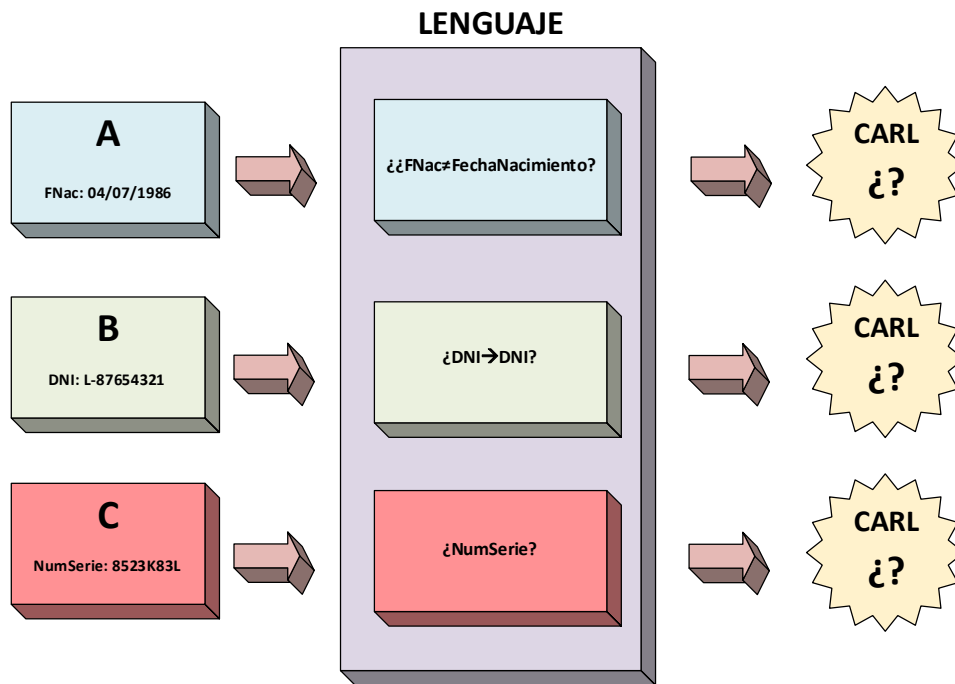 LENGUAJE
A
FNac: 04/07/1986
¿¿FNac≠FechaNacimiento?
CARL
¿?
B
DNI: L-87654321
¿DNI→DNI?
CARL
¿?
C
NumSerie: 8523K83L
¿NumSerie?
CARL
¿?